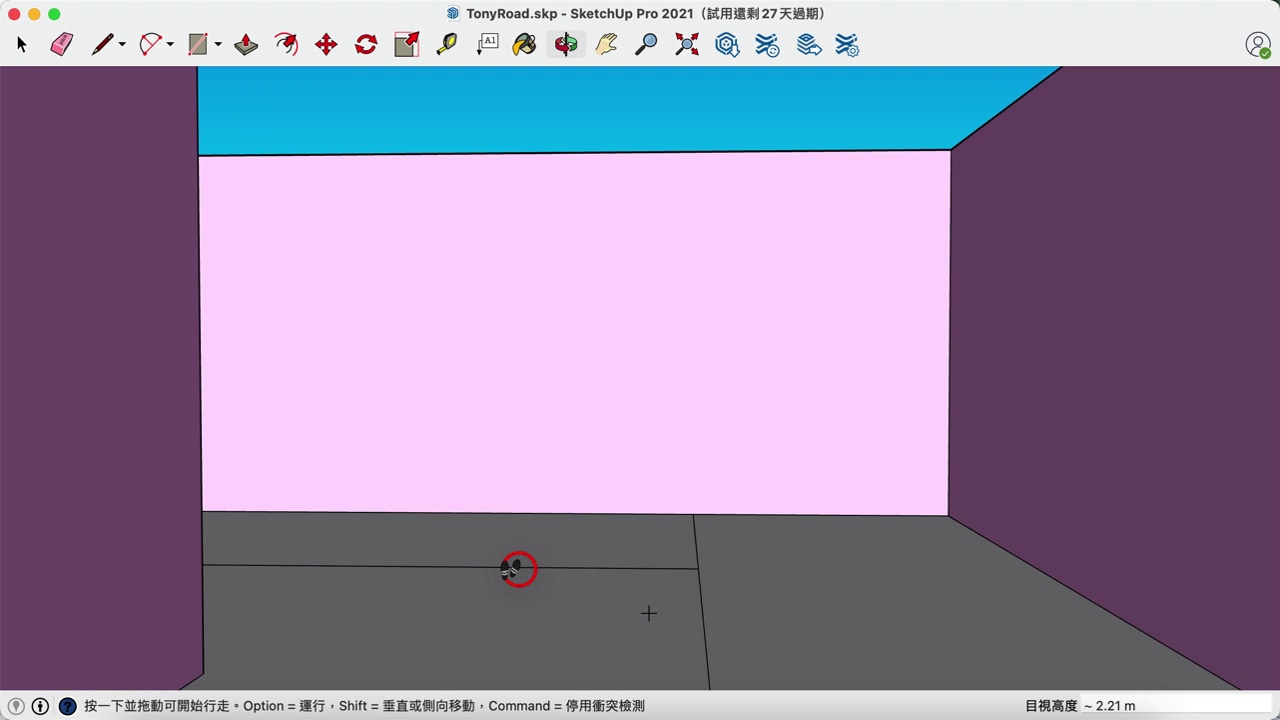 TonyRoad.skp - SketchUp Pro 2021（試用還剩 27 天過期）
A1
按一下並拖動可開始行走。Option = 運行，Shift = 垂直或側向移動，Command = 停用衝突檢測
目視高度 ~ 2.21 m